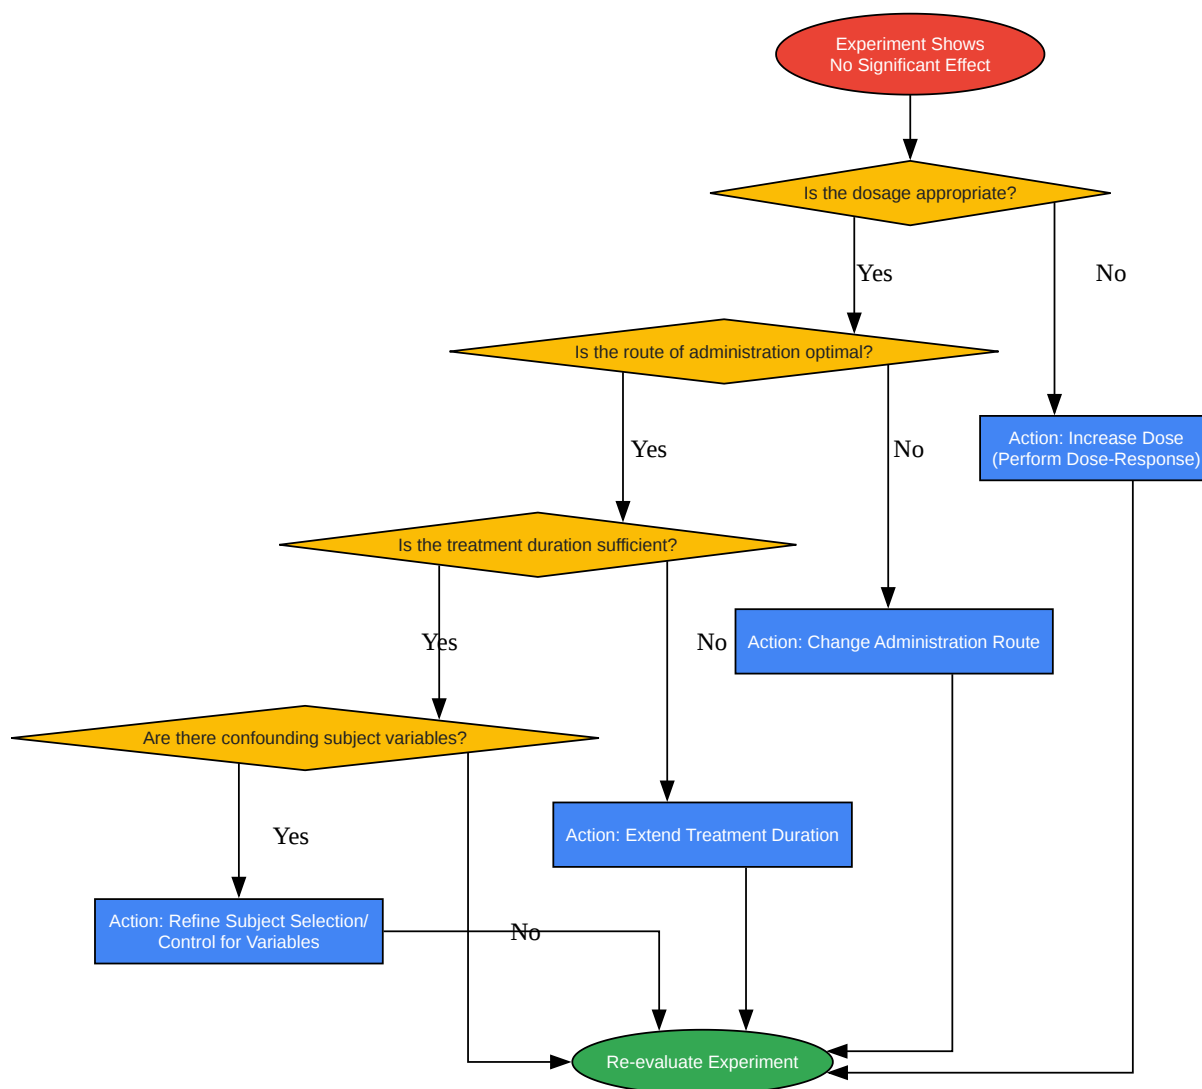 Experiment Shows
No Significant Effect
Is the dosage appropriate?
Yes
No
Is the route of administration optimal?
Action: Increase Dose
(Perform Dose-Response)
Yes
No
Is the treatment duration sufficient?
Yes
No
Action: Change Administration Route
Are there confounding subject variables?
Yes
Action: Extend Treatment Duration
Action: Refine Subject Selection/
Control for Variables
No
Re-evaluate Experiment